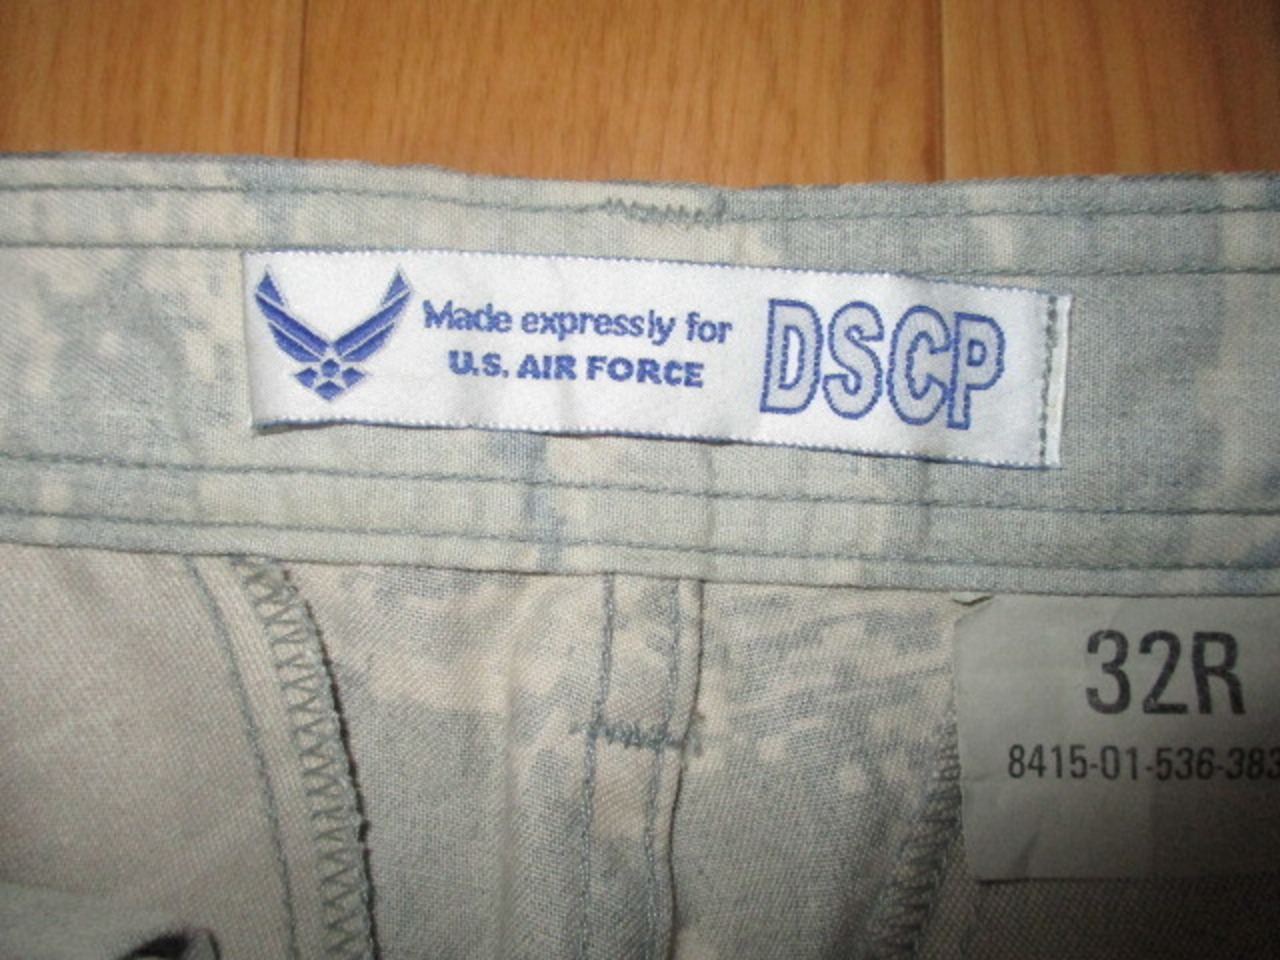 Made expressly for
U.S. AIR FORCE
DSCP
32R
8415-01-536-383